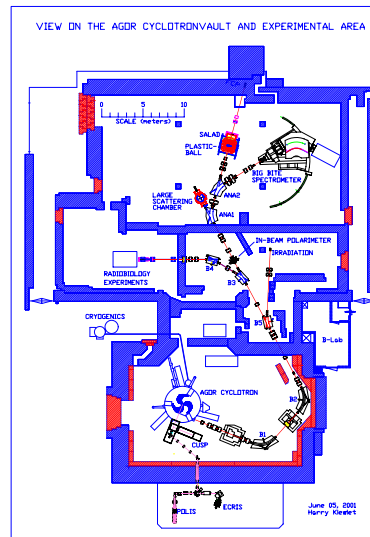 VIEW ON THE AGOR CYCLOTRONVAULT AND EXPERIMENTAL AREA
0 5 10
SCALE (meters)
SALAD
PLASTIC-
BALL
BIG BITE
SPECTROMETER
LARGE
SCATTERING
CHAMBER
ANA2
ANA1
IN-BEAM POLARIMETER
IRRADIATION
B4
B3
RADIOBIOLOGY
EXPERIMENTS
CRYOGENICS
B5
B-Lab
AGOR CYCLOTRON
B2
B1
CUSP
POLIS
ECRIS
June 05, 2001
Harry Kiewiet